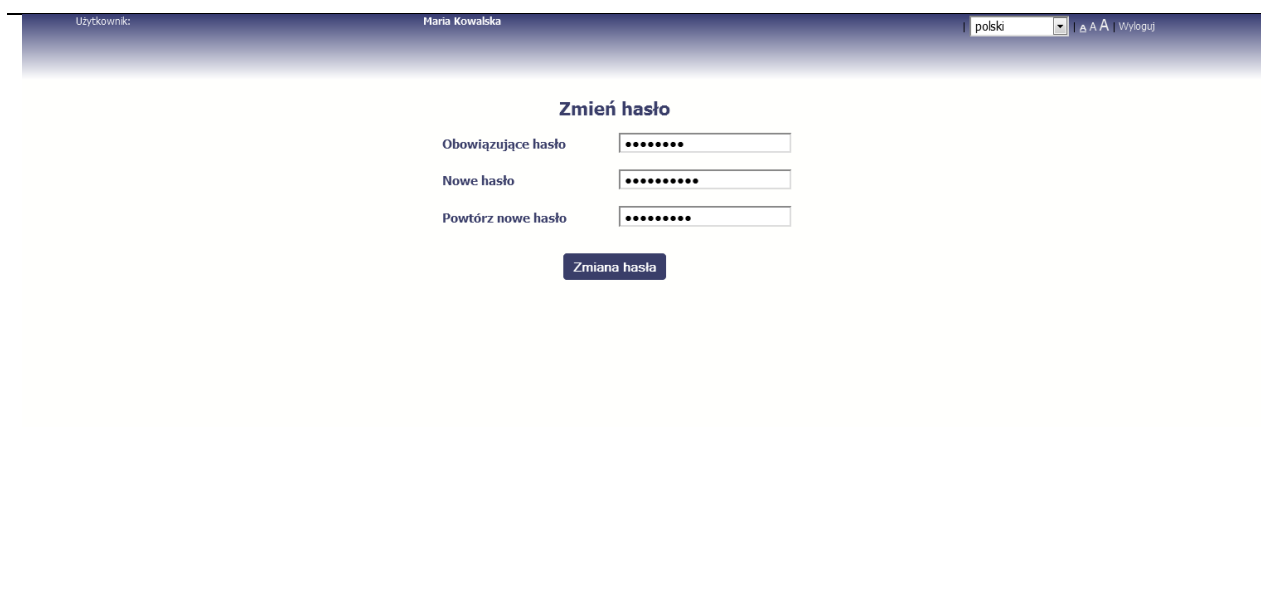 Użytkownik: Maria Kowalska | polski | A A A | Wyloguj
Zmień hasło
Obowiązujące hasło ••••••••
Nowe hasło ••••••••••
Powtórz nowe hasło •••••••••
Zmiana hasła